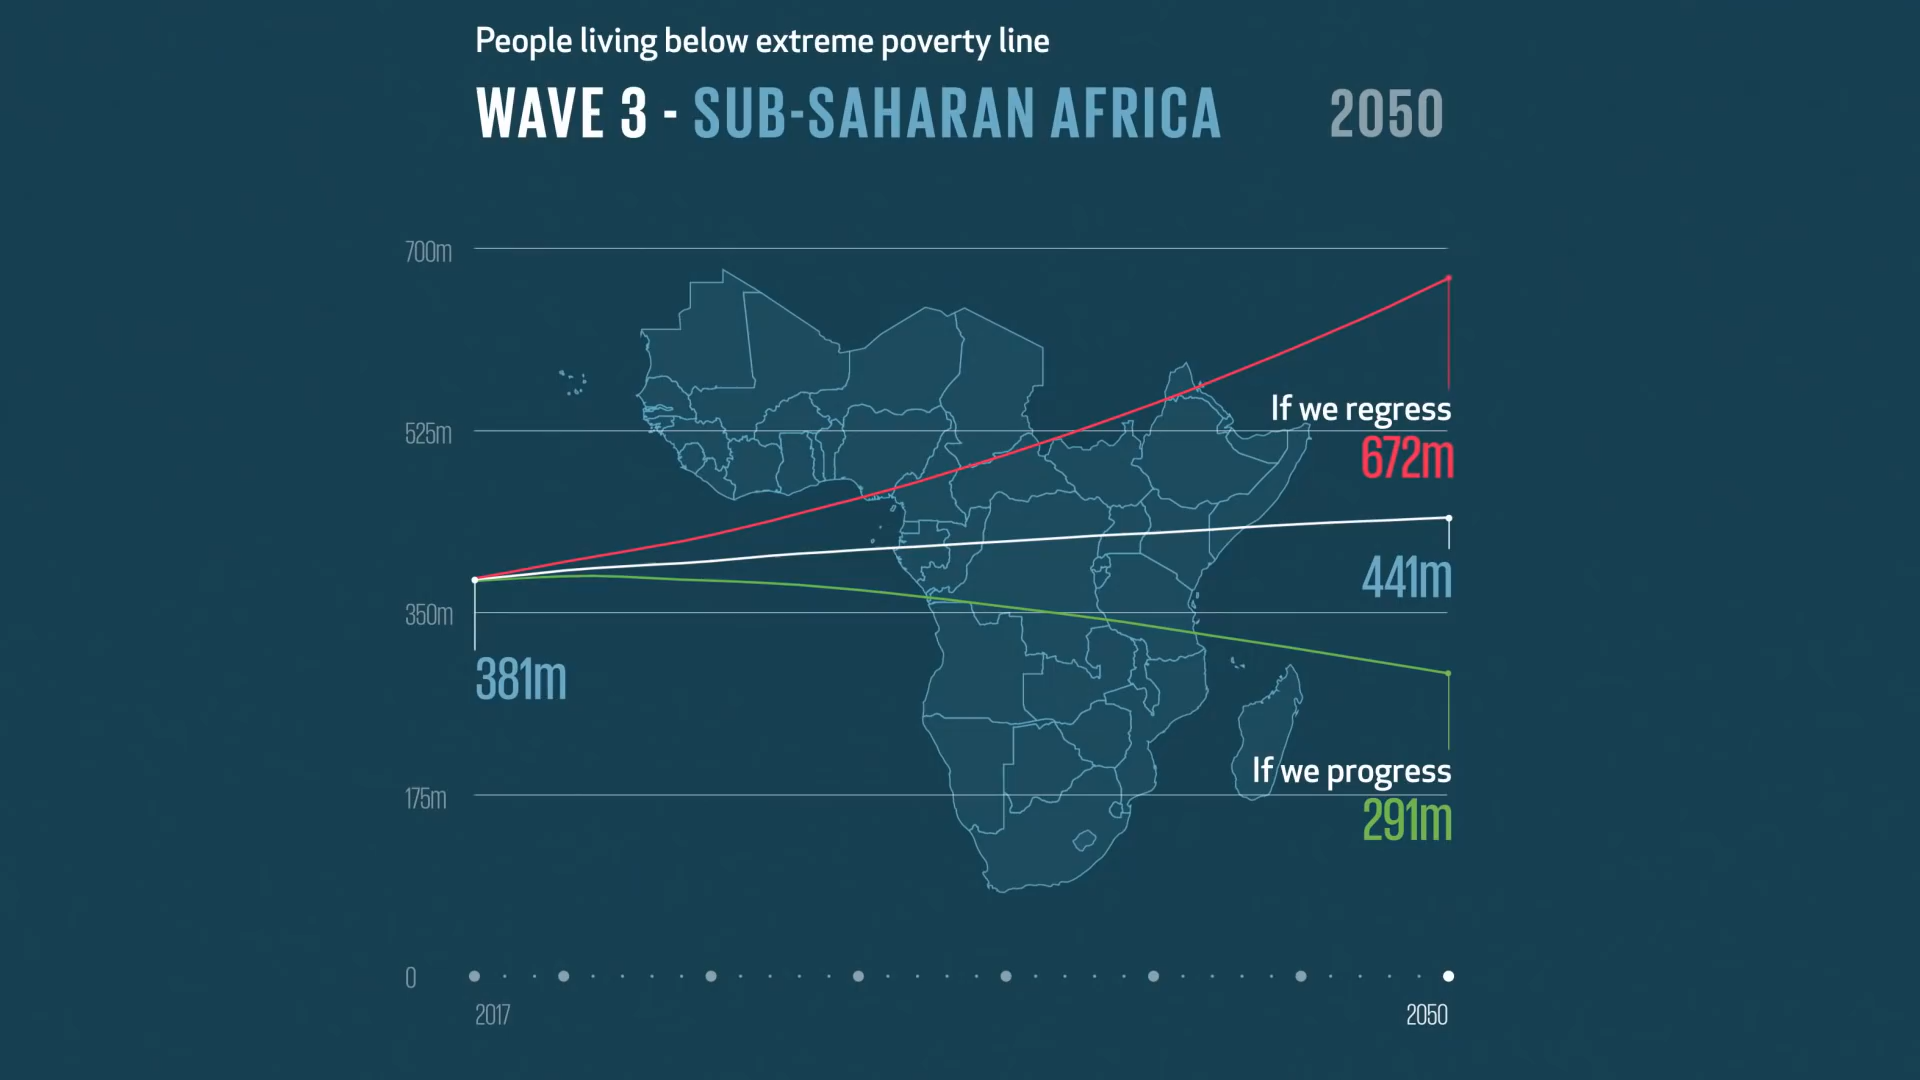 People living below extreme poverty line
WAVE 3 - SUB-SAHARAN AFRICA 2050
700m
If we regress
525m
672m
441m
350m
381m
If we progress
175m
291m
0
2017 2050